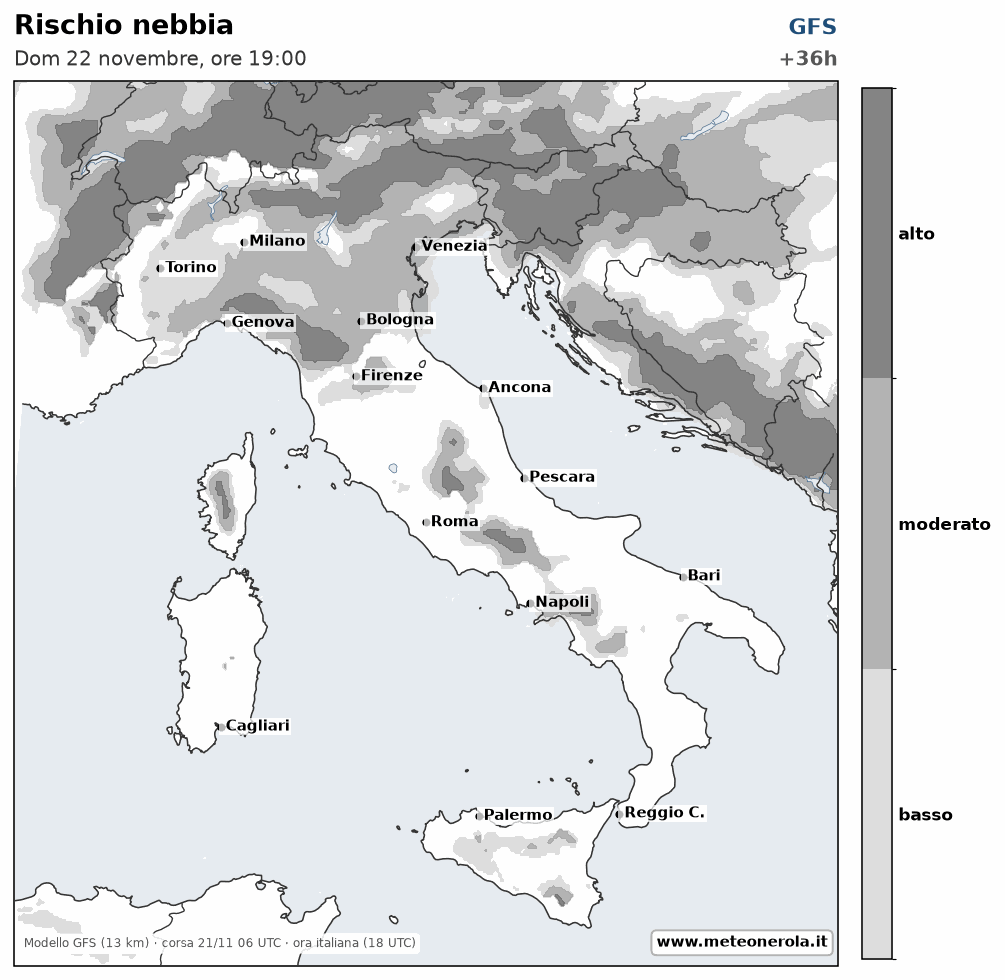 Rischio nebbia
GFS
Dom 22 novembre, ore 19:00
+36h
alto
moderato
basso
Milano
Venezia
Torino
Genova
Bologna
Firenze
Ancona
Pescara
Roma
Bari
Napoli
Cagliari
Palermo
Reggio C.
Modello GFS (13 km) · corsa 21/11 06 UTC · ora italiana (18 UTC)
www.meteonerola.it